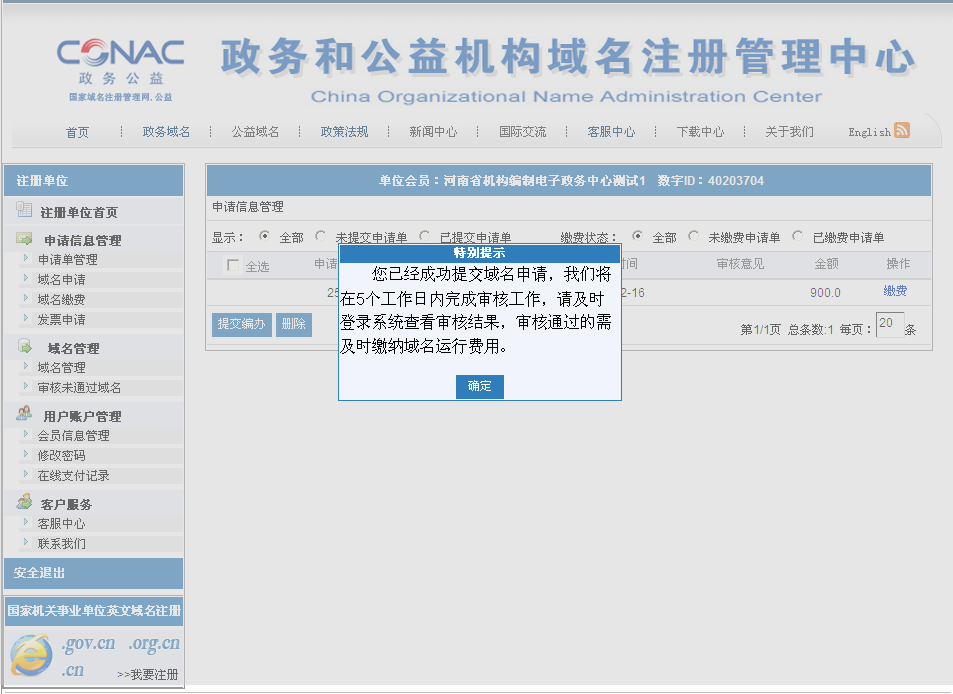 CONAC
政务公益
国家域名注册管理网.公益
政务和公益机构域名注册管理中心
China Organizational Name Administration Center
首页 政务域名 公益域名 政策法规 新闻中心 国际交流 客服中心 下载中心 关于我们 English
注册单位
注册单位首页
申请信息管理
申请单管理
域名申请
域名缴费
发票申请
域名管理
域名管理
审核未通过域名
用户账户管理
会员信息管理
修改密码
在线支付记录
客户服务
客服中心
联系我们
安全退出
国家机关事业单位英文域名注册
.gov.cn .org.cn
.cn
>>我要注册
单位会员：河南省机构编制电子政务中心测试1 数字ID：40203704
申请信息管理
显示： 全部 未提交申请单 已提交申请单 缴费状态： 全部 未缴费申请单 已缴费申请单
全选 申请 时间 审核意见 金额 操作
25 2-16 900.0 缴费
提交编办 删除 第1/1页 总条数:1 每页： 20 条
特别提示
您已经成功提交域名申请，我们将
在5个工作日内完成审核工作，请及时
登录系统查看审核结果，审核通过的需
及时缴纳域名运行费用。
确定